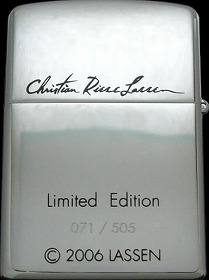 Christian Riese Lassen
Limited Edition
071 / 505
© 2006 LASSEN